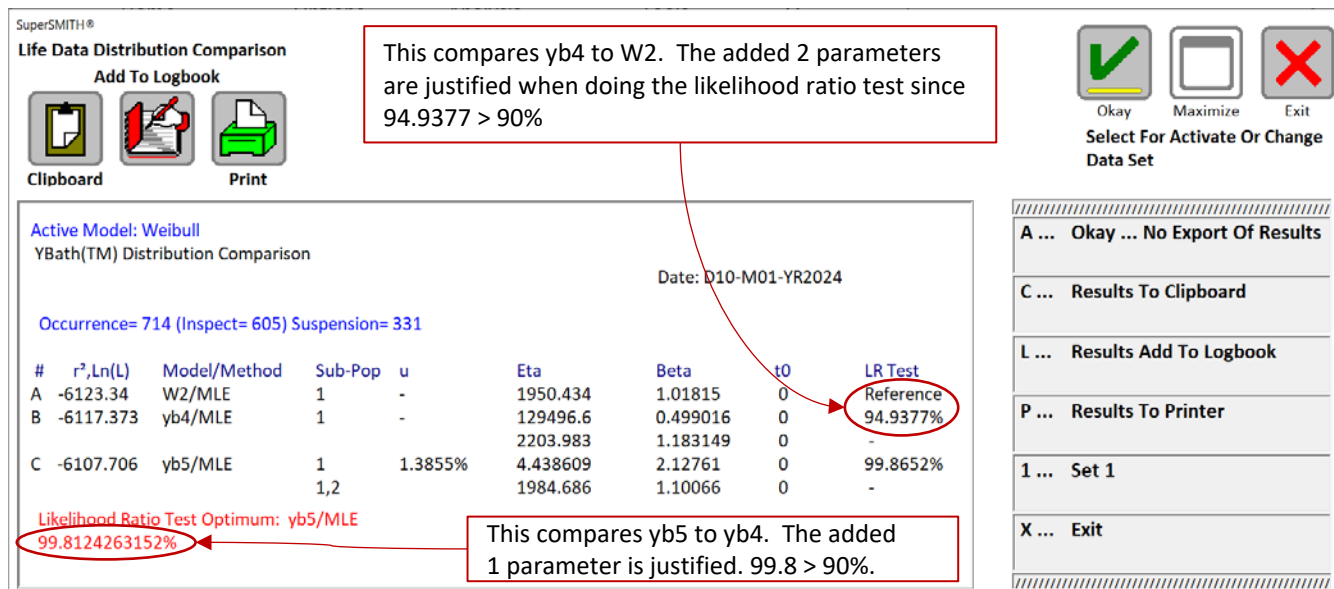 SuperSMITH®
Life Data Distribution Comparison
Add To Logbook
Clipboard
Print
This compares yb4 to W2. The added 2 parameters
are justified when doing the likelihood ratio test since
94.9377 > 90%
Okay Maximize Exit
Select For Activate Or Change
Data Set
Active Model: Weibull
YBath(TM) Distribution Comparison
Date: D10-M01-YR2024
Occurrence= 714 (Inspect= 605) Suspension= 331
# r²,Ln(L) Model/Method Sub-Pop u Eta Beta t0 LR Test
A -6123.34 W2/MLE 1 - 1950.434 1.01815 0 Reference
B -6117.373 yb4/MLE 1 - 129496.6 0.499016 0 94.9377%
2203.983 1.183149 0 -
C -6107.706 yb5/MLE 1 1.3855% 4.438609 2.12761 0 99.8652%
1,2 1984.686 1.10066 0 -
Likelihood Ratio Test Optimum: yb5/MLE
99.8124263152%
This compares yb5 to yb4. The added
1 parameter is justified. 99.8 > 90%.
A ... Okay ... No Export Of Results
C ... Results To Clipboard
L ... Results Add To Logbook
P ... Results To Printer
1 ... Set 1
X ... Exit